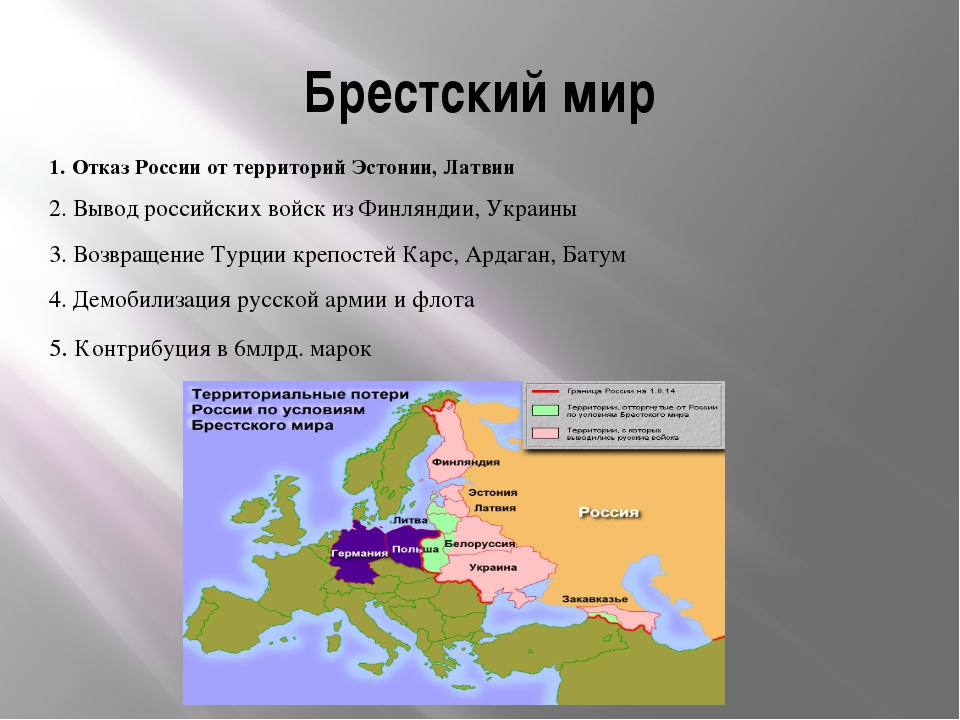 Брестский мир
1. Отказ России от территорий Эстонии, Латвии
2. Вывод российских войск из Финляндии, Украины
3. Возвращение Турции крепостей Карс, Ардаган, Батум
4. Демобилизация русской армии и флота
5. Контрибуция в 6млрд. марок
Территориальные потери
России по условиям
Брестского мира
Граница России на 1.8.14
Территории, отторгнутые от России
по условиям Брестского мира
Территории, с которых
выводились русские войска
Финляндия
Эстония
Латвия
Литва
Россия
Германия
Польша
Белоруссия
Украина
Закавказье